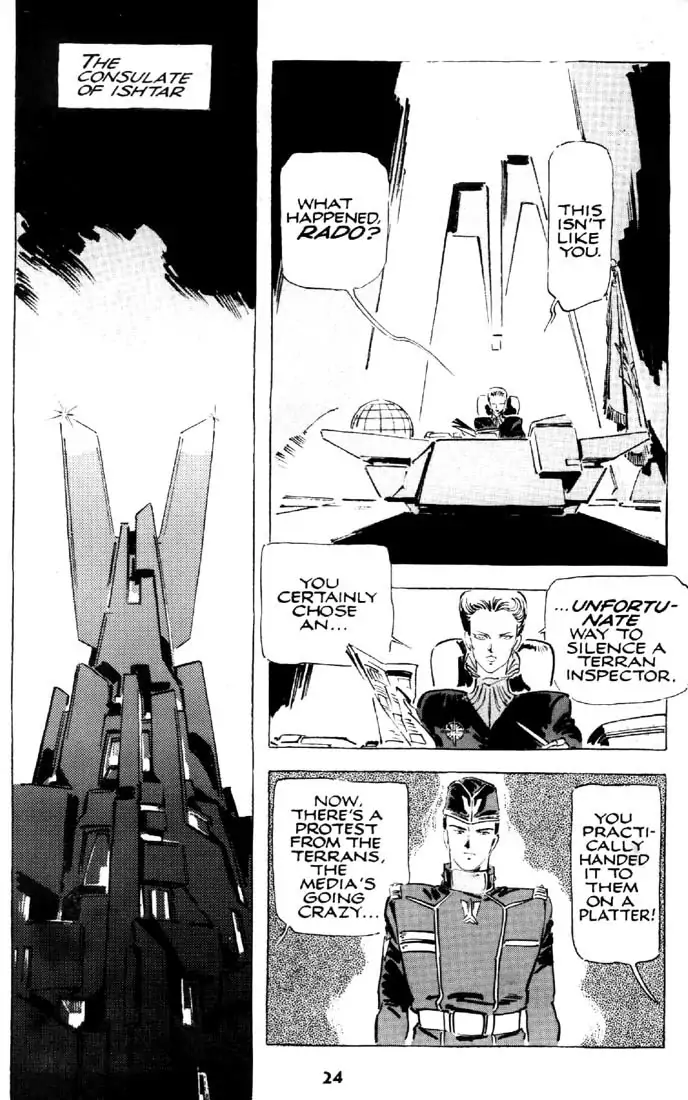 THE
CONSULATE
OF ISHTAR
WHAT
HAPPENED,
RADO?
THIS
ISN'T
LIKE
YOU.
YOU
CERTAINLY
CHOSE
AN...
...UNFORTU-
NATE
WAY TO
SILENCE A
TERRAN
INSPECTOR.
NOW,
THERE'S A
PROTEST
FROM THE
TERRANS,
THE
MEDIA'S
GOING
CRAZY...
YOU
PRACTI-
CALLY
HANDED
IT TO
THEM
ON A
PLATTER!
24